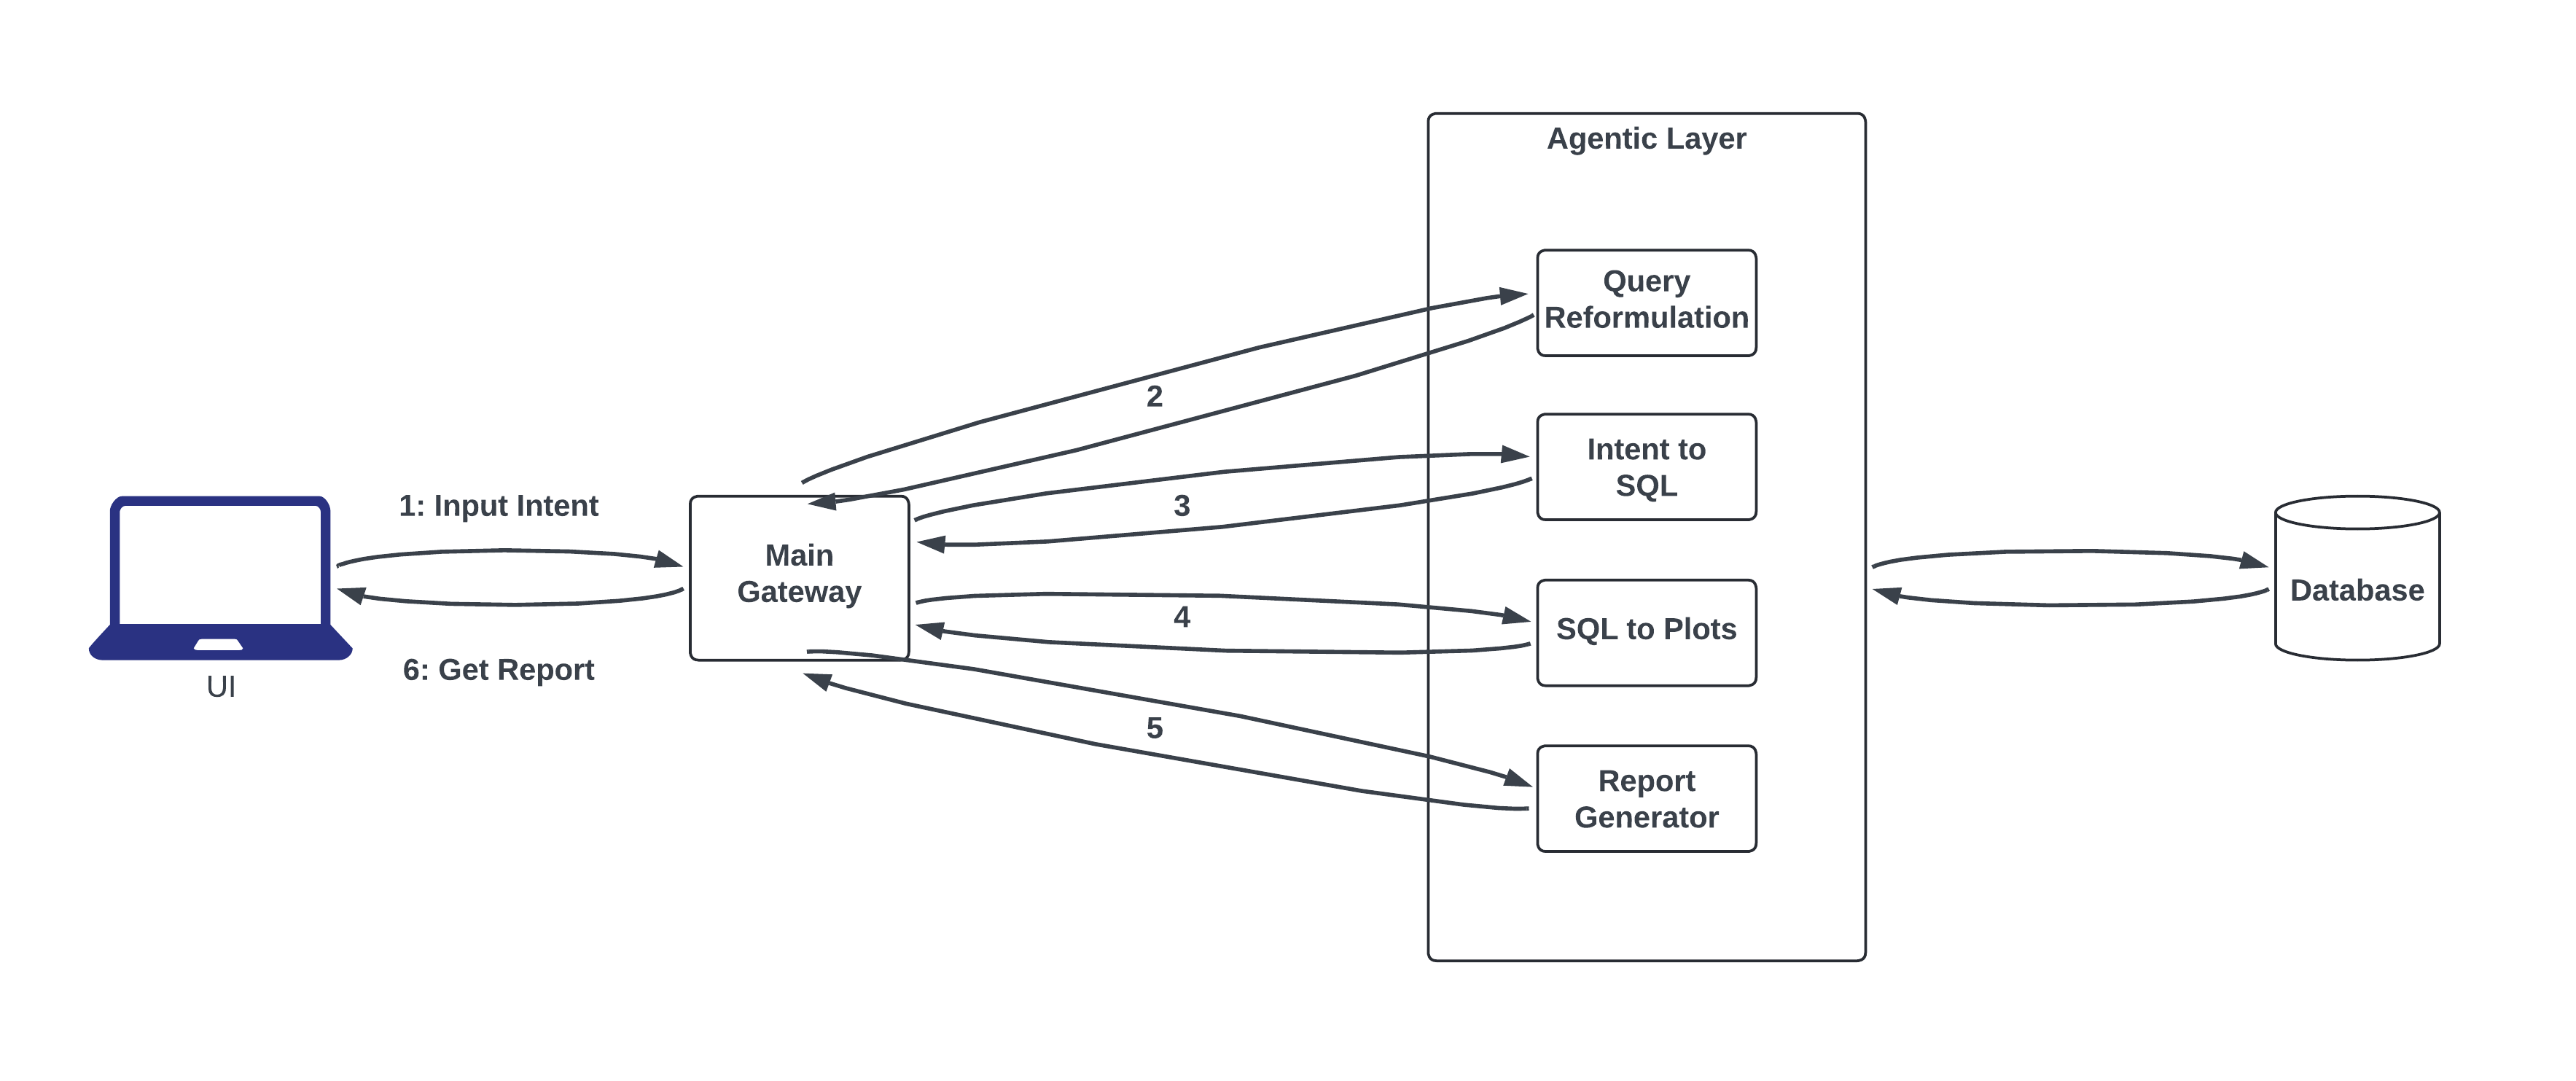 Agentic Layer
Query
Reformulation
2
Intent to
SQL
1: Input Intent
3
Main
Gateway
Database
4
SQL to Plots
6: Get Report
UI
5
Report
Generator